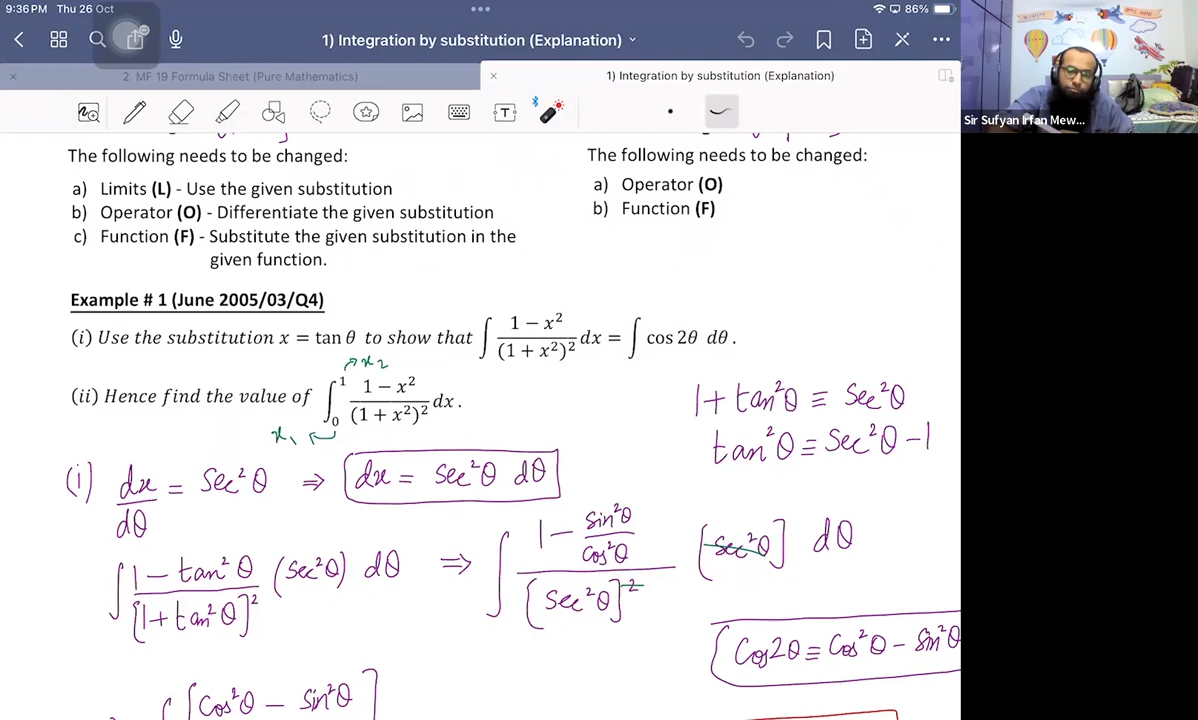 9:36 PM Thu 26 Oct
86%
1) Integration by substitution (Explanation)
2. MF 19 Formula Sheet (Pure Mathematics)
1) Integration by substitution (Explanation)
Sir Sufyan Irfan Mew...
The following needs to be changed:
a) Limits (L) - Use the given substitution
b) Operator (O) - Differentiate the given substitution
c) Function (F) - Substitute the given substitution in the
given function.
The following needs to be changed:
a) Operator (O)
b) Function (F)
Example # 1 (June 2005/03/Q4)
(i) Use the substitution x = tan θ to show that ∫ (1 − x²)/(1 + x²)² dx = ∫ cos 2θ dθ.
x₂
(ii) Hence find the value of ∫₀¹ (1 − x²)/(1 + x²)² dx.
x₁
1 + tan²θ ≡ Sec²θ
tan²θ ≡ Sec²θ − 1
(i) dx/dθ = Sec²θ ⇒ dx = Sec²θ dθ
∫ (1 − tan²θ)/[1 + tan²θ]² (Sec²θ) dθ ⇒ ∫ (1 − Sin²θ/Cos²θ)/[Sec²θ]² [Sec²θ] dθ
Cos2θ ≡ Cos²θ − Sin²θ
∫ [Cos²θ − Sin²θ]